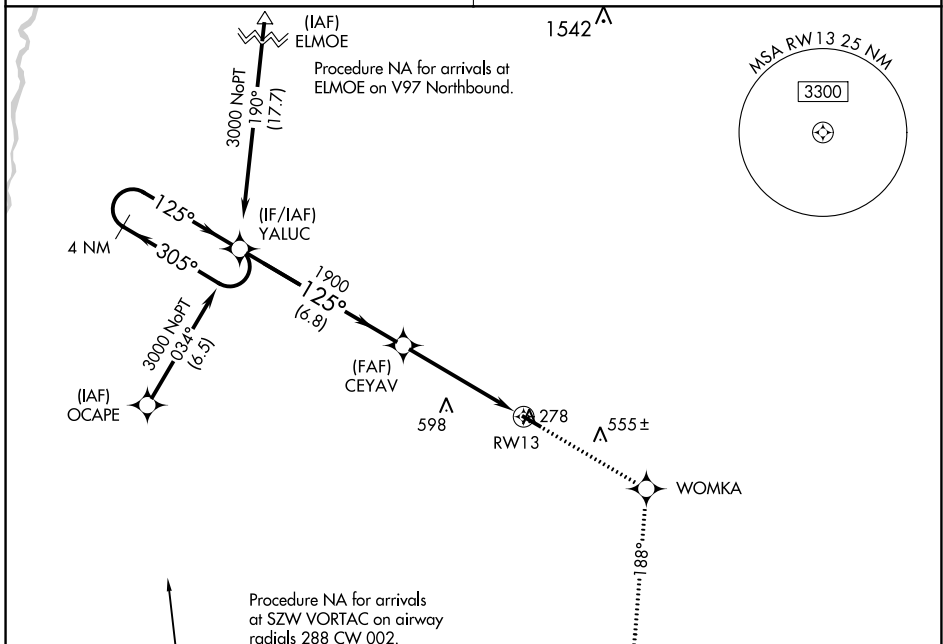 (IAF)
ELMOE
1542
Procedure NA for arrivals at
ELMOE on V97 Northbound.
MSA RW13 25 NM
3300
3000 NoPT
190°
(17.7)
125°
(IF/IAF)
YALUC
4 NM
305°
1900
125°
(6.8)
3000 NoPT
034°
(6.5)
(IAF)
OCAPE
(FAF)
CEYAV
598
278
RW13
555±
WOMKA
188°
Procedure NA for arrivals
at SZW VORTAC on airway
radials 288 CW 002.